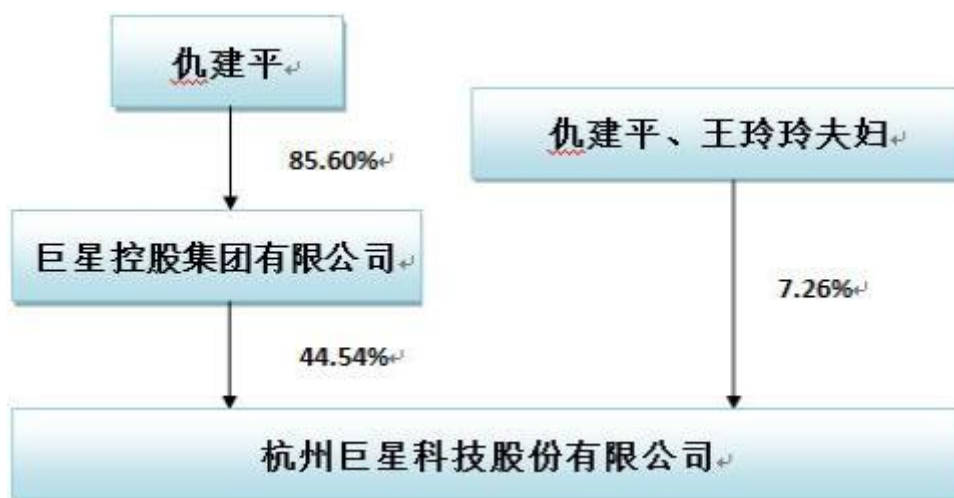 仇建平
仇建平、王玲玲夫妇
85.60%
巨星控股集团有限公司
7.26%
44.54%
杭州巨星科技股份有限公司